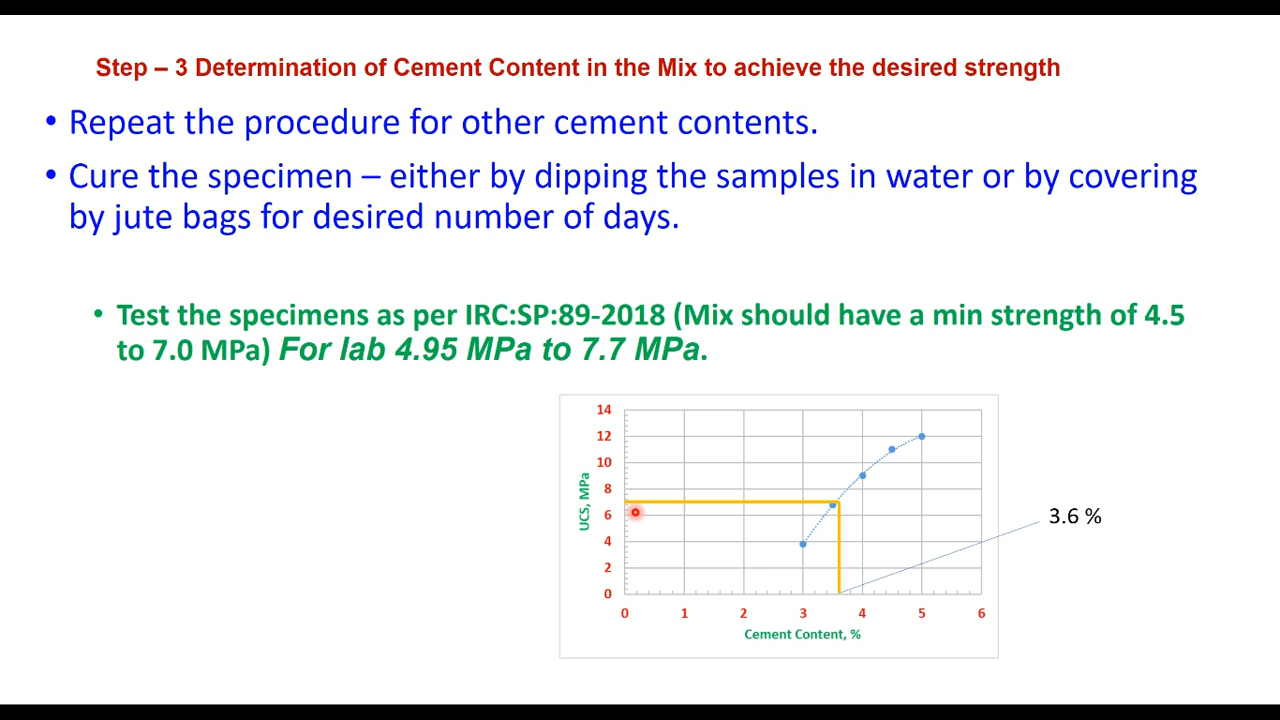 Step – 3 Determination of Cement Content in the Mix to achieve the desired strength
• Repeat the procedure for other cement contents.
• Cure the specimen – either by dipping the samples in water or by covering
by jute bags for desired number of days.
• Test the specimens as per IRC:SP:89-2018 (Mix should have a min strength of 4.5
to 7.0 MPa) For lab 4.95 MPa to 7.7 MPa.
14
12
10
8
6
4
2
0
UCS, MPa
0 1 2 3 4 5 6
Cement Content, %
3.6 %